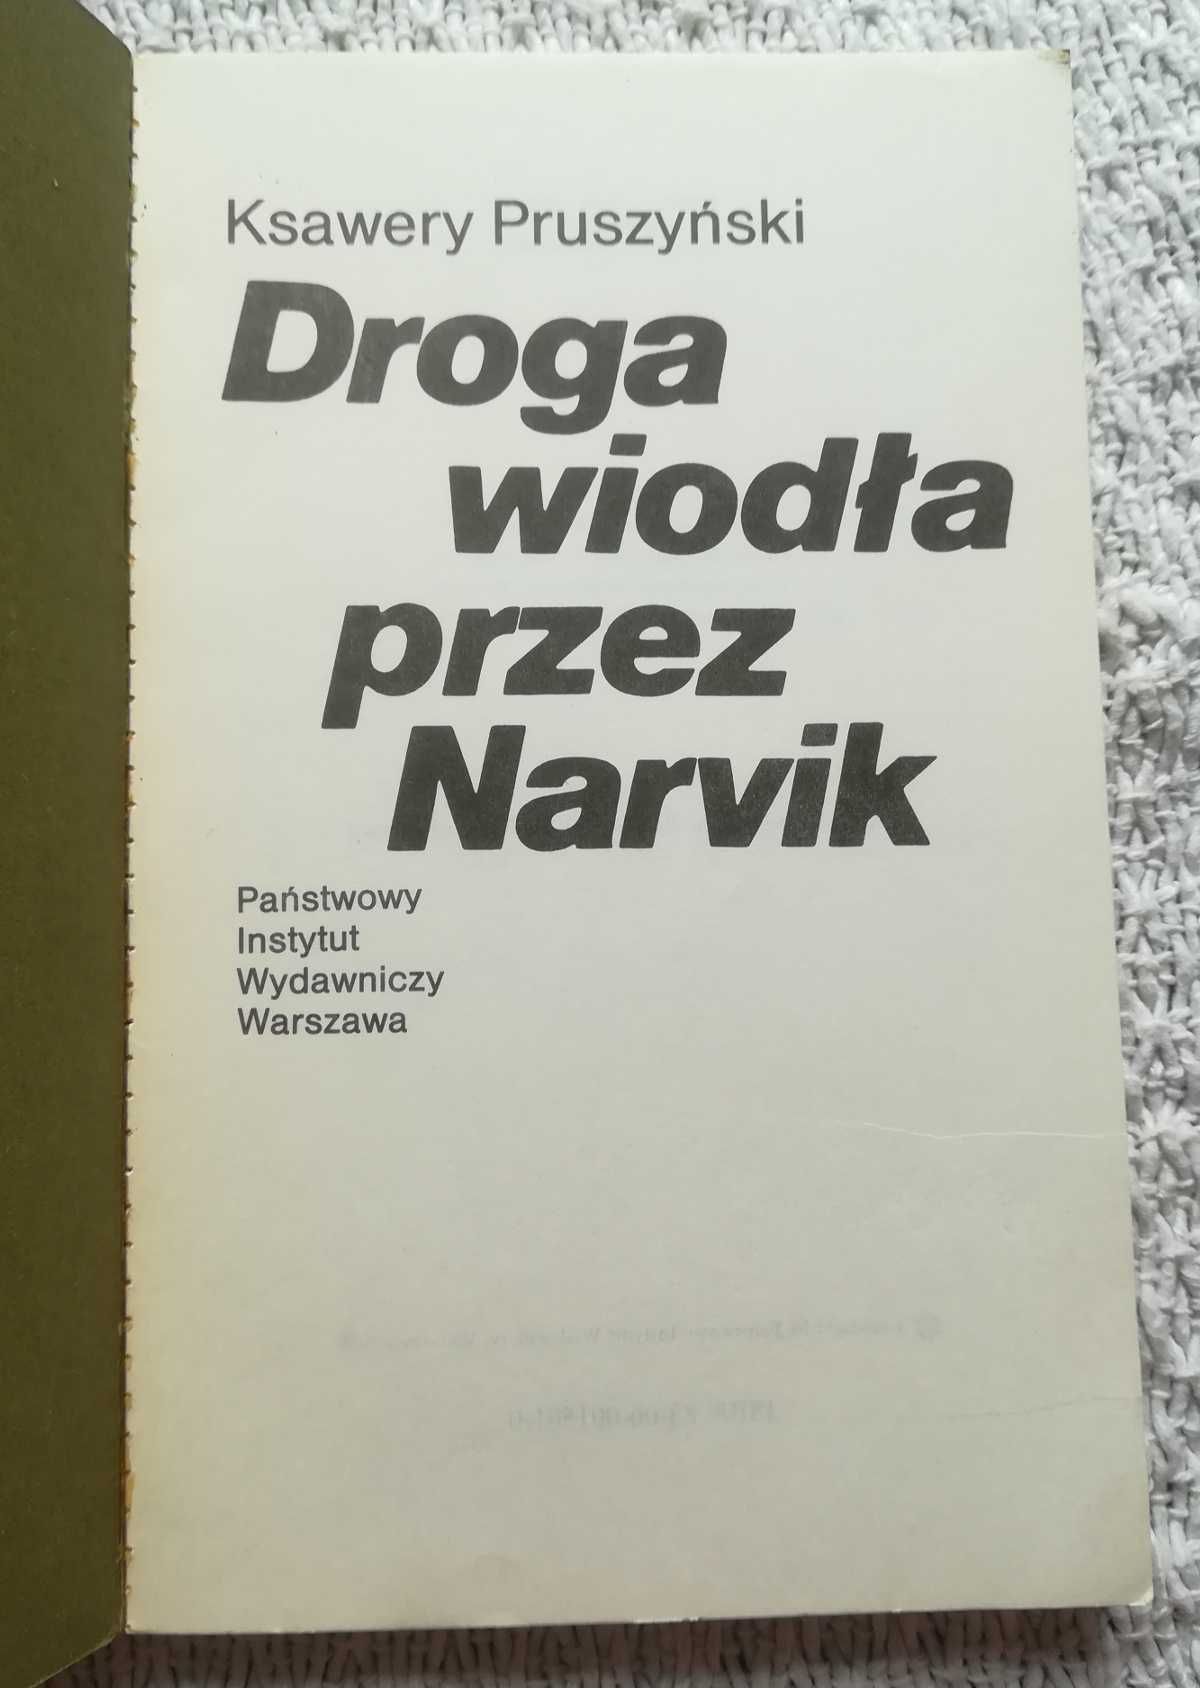 Ksawery Pruszyński
Droga
wiodła
przez
Narvik
Państwowy
Instytut
Wydawniczy
Warszawa